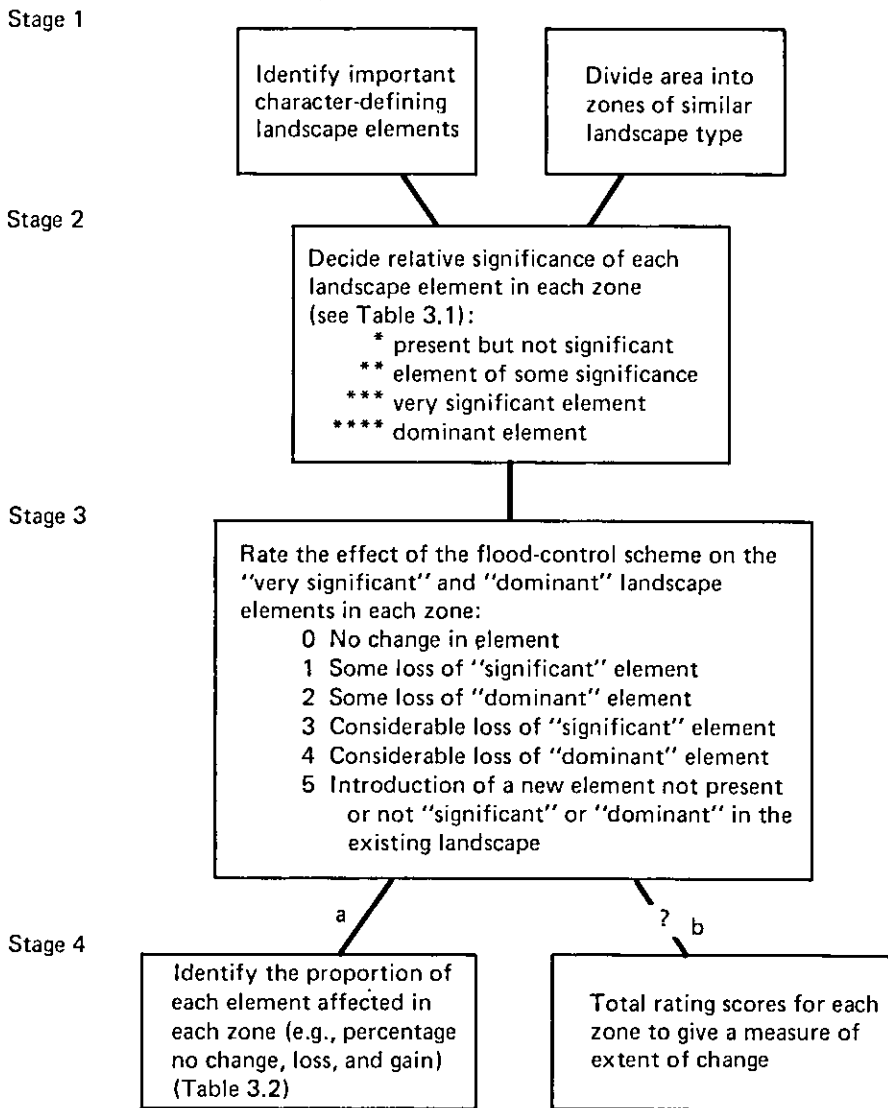 Stage 1
Identify important
character-defining
landscape elements
Divide area into
zones of similar
landscape type
Stage 2
Decide relative significance of each
landscape element in each zone
(see Table 3.1):
* present but not significant
** element of some significance
*** very significant element
**** dominant element
Stage 3
Rate the effect of the flood-control scheme on the
"very significant" and "dominant" landscape
elements in each zone:
0 No change in element
1 Some loss of "significant" element
2 Some loss of "dominant" element
3 Considerable loss of "significant" element
4 Considerable loss of "dominant" element
5 Introduction of a new element not present
or not "significant" or "dominant" in the
existing landscape
a
? b
Stage 4
Identify the proportion of
each element affected in
each zone (e.g., percentage
no change, loss, and gain)
(Table 3.2)
Total rating scores for each
zone to give a measure of
extent of change